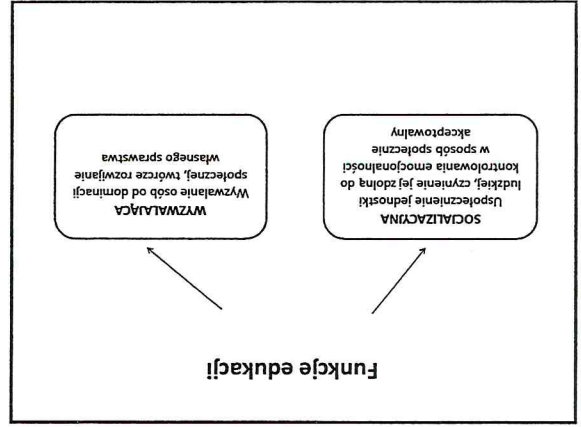 Funkcje edukacji
SOCJALIZACYJNA
Uspołecznienie jednostki
ludzkiej, czynienie jej zdolną do
kontrolowania emocjonalności
w sposób społecznie
akceptowalny
WYZWALAJĄCA
Wyzwalanie osób od dominacji
społecznej, twórcze rozwijanie
własnego sprawstwa